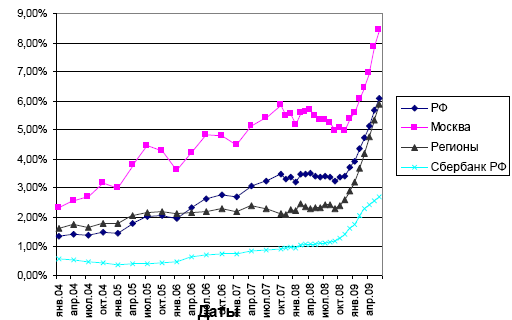 9,00%
8,00%
7,00%
6,00%
5,00%
4,00%
3,00%
2,00%
1,00%
0,00%
янв.04
апр.04
июл.04
окт.04
янв.05
апр.05
июл.05
окт.05
янв.06
апр.06
июл.06
окт.06
янв.07
апр.07
июл.07
окт.07
янв.08
апр.08
июл.08
окт.08
янв.09
апр.09
Даты
РФ
Москва
Регионы
Сбербанк РФ